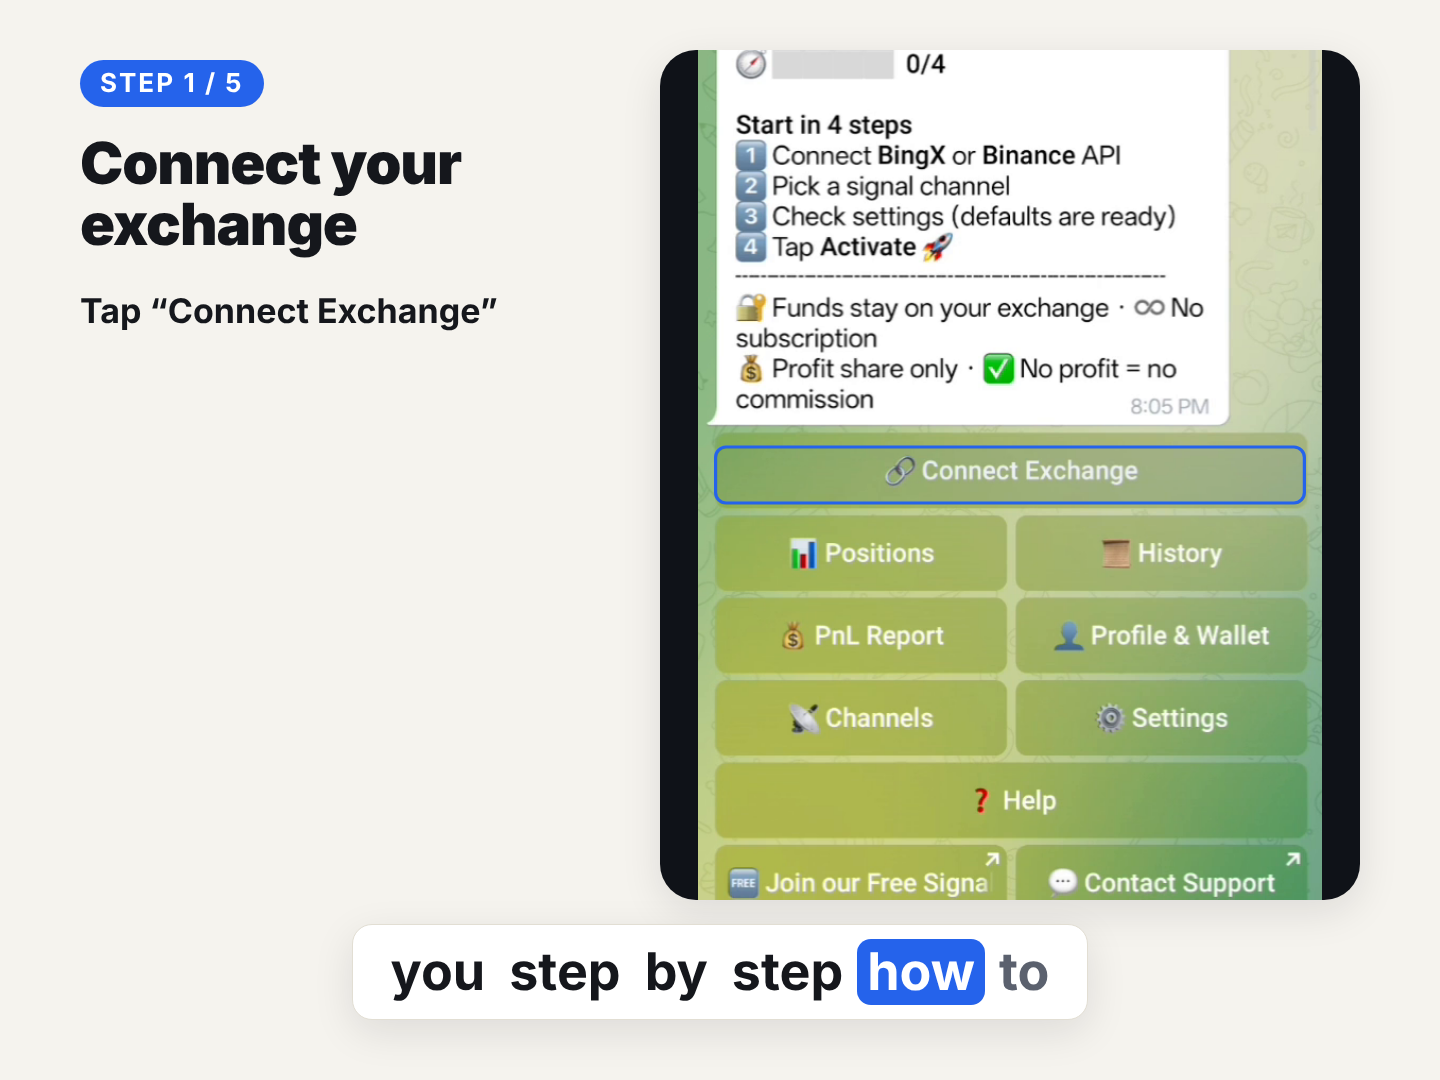 STEP 1 / 5
Connect your
exchange
Tap “Connect Exchange”
0/4
Start in 4 steps
1 Connect BingX or Binance API
2 Pick a signal channel
3 Check settings (defaults are ready)
4 Tap Activate 🚀
-----------------------------------------------------
🔐 Funds stay on your exchange · ♾ No
subscription
💰 Profit share only · ✅ No profit = no
commission
8:05 PM
🔗 Connect Exchange
📊 Positions
📜 History
💰 PnL Report
👤 Profile & Wallet
📡 Channels
⚙️ Settings
❓ Help
FREE Join our Free Signa
💬 Contact Support
you step by step how to